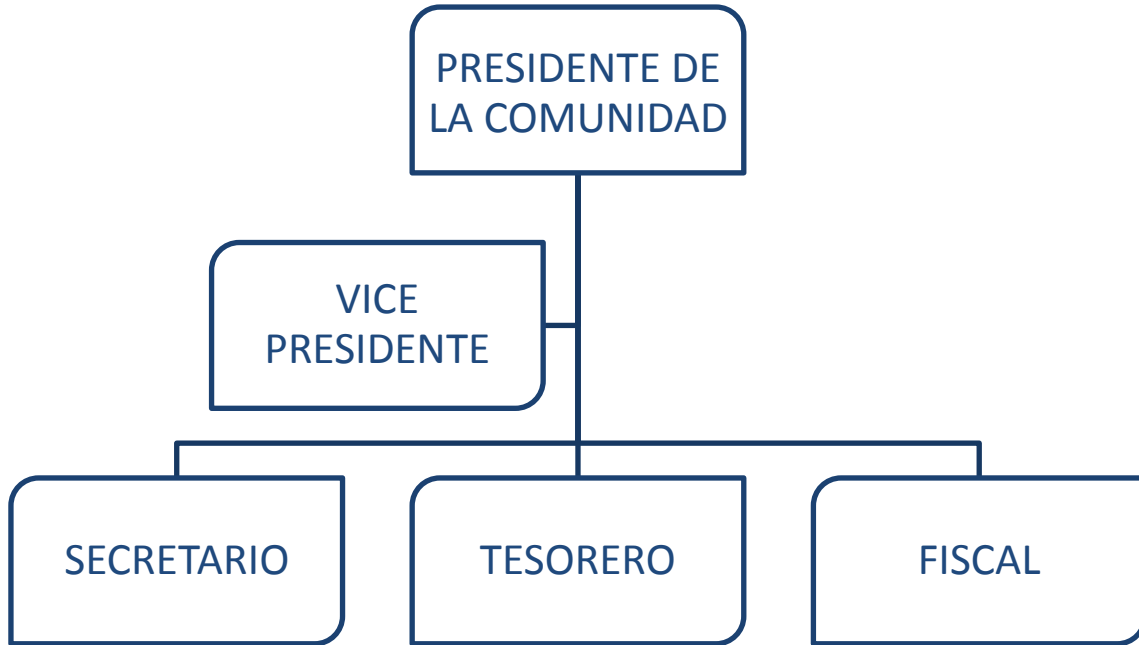 PRESIDENTE DE
LA COMUNIDAD
VICE
PRESIDENTE
SECRETARIO
TESORERO
FISCAL